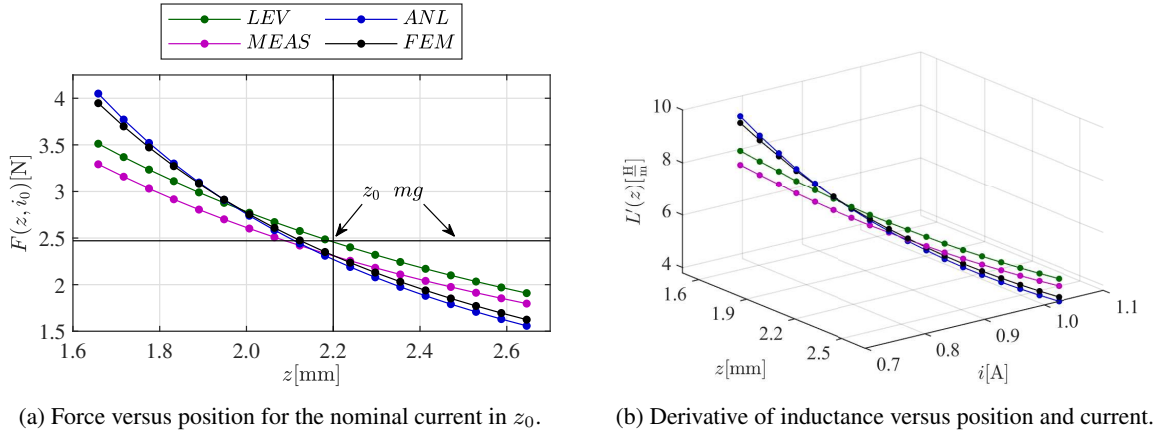 LEV ANL
MEAS FEM
4
3.5
3
2.5
2
1.5
F(z, i₀)[N]
z₀ mg
1.6 1.8 2.0 2.2 2.4 2.6
z[mm]
10
8
6
4
L'(z)[H/m]
1.6
1.9
2.2
2.5
z[mm]
0.7
0.8
0.9
1.0
1.1
i[A]
(a) Force versus position for the nominal current in z₀.
(b) Derivative of inductance versus position and current.